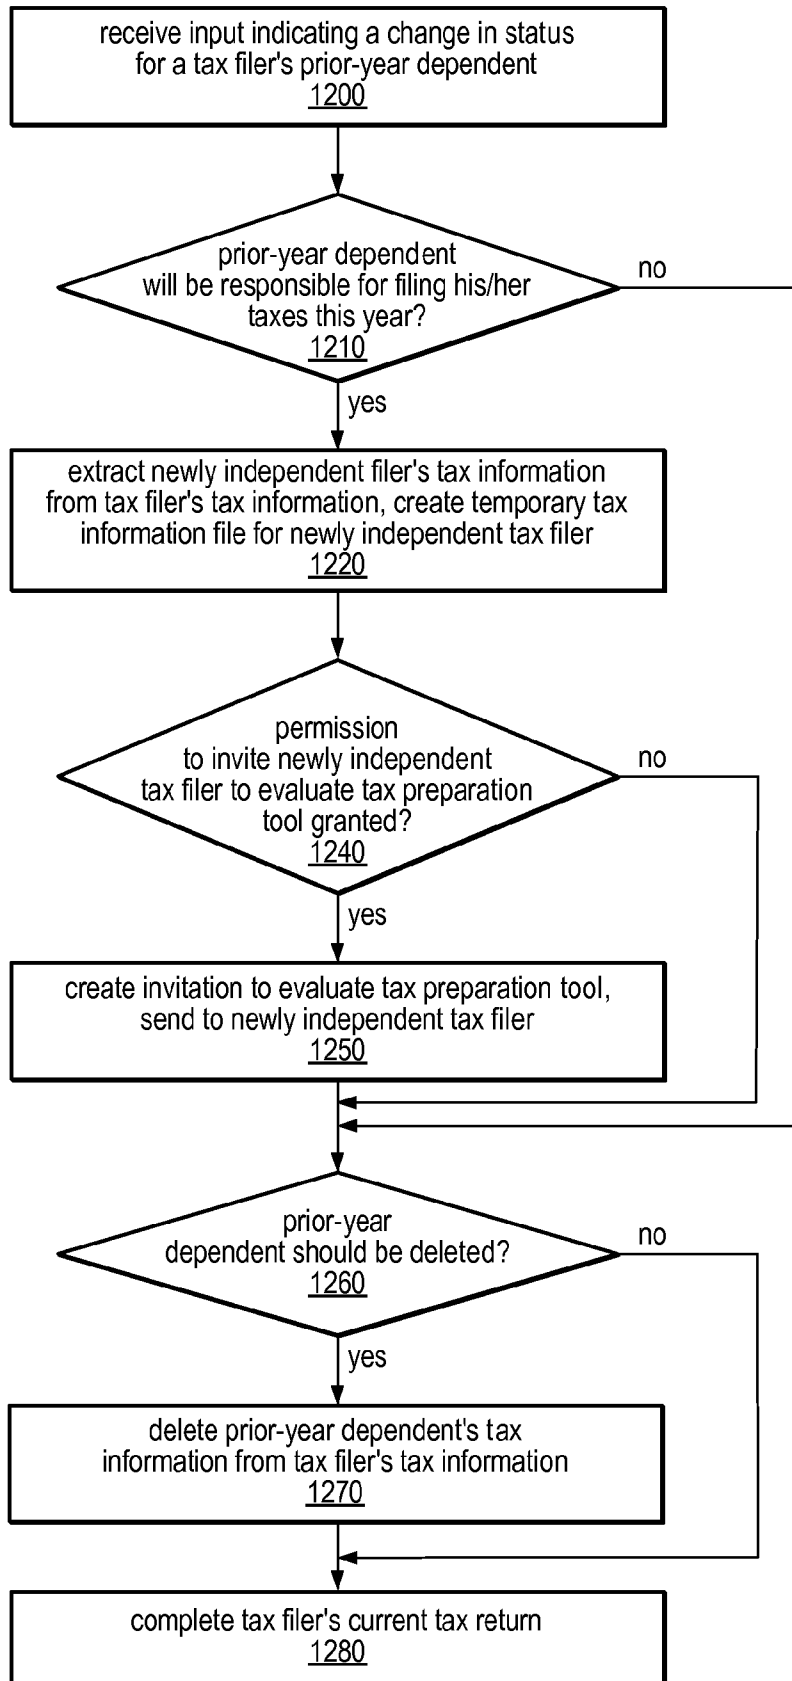 receive input indicating a change in status
for a tax filer's prior-year dependent
1200
prior-year dependent
will be responsible for filing his/her
taxes this year?
1210
no
yes
extract newly independent filer's tax information
from tax filer's tax information, create temporary tax
information file for newly independent tax filer
1220
permission
to invite newly independent
tax filer to evaluate tax preparation
tool granted?
1240
no
yes
create invitation to evaluate tax preparation tool,
send to newly independent tax filer
1250
prior-year
dependent should be deleted?
1260
no
yes
delete prior-year dependent's tax
information from tax filer's tax information
1270
complete tax filer's current tax return
1280